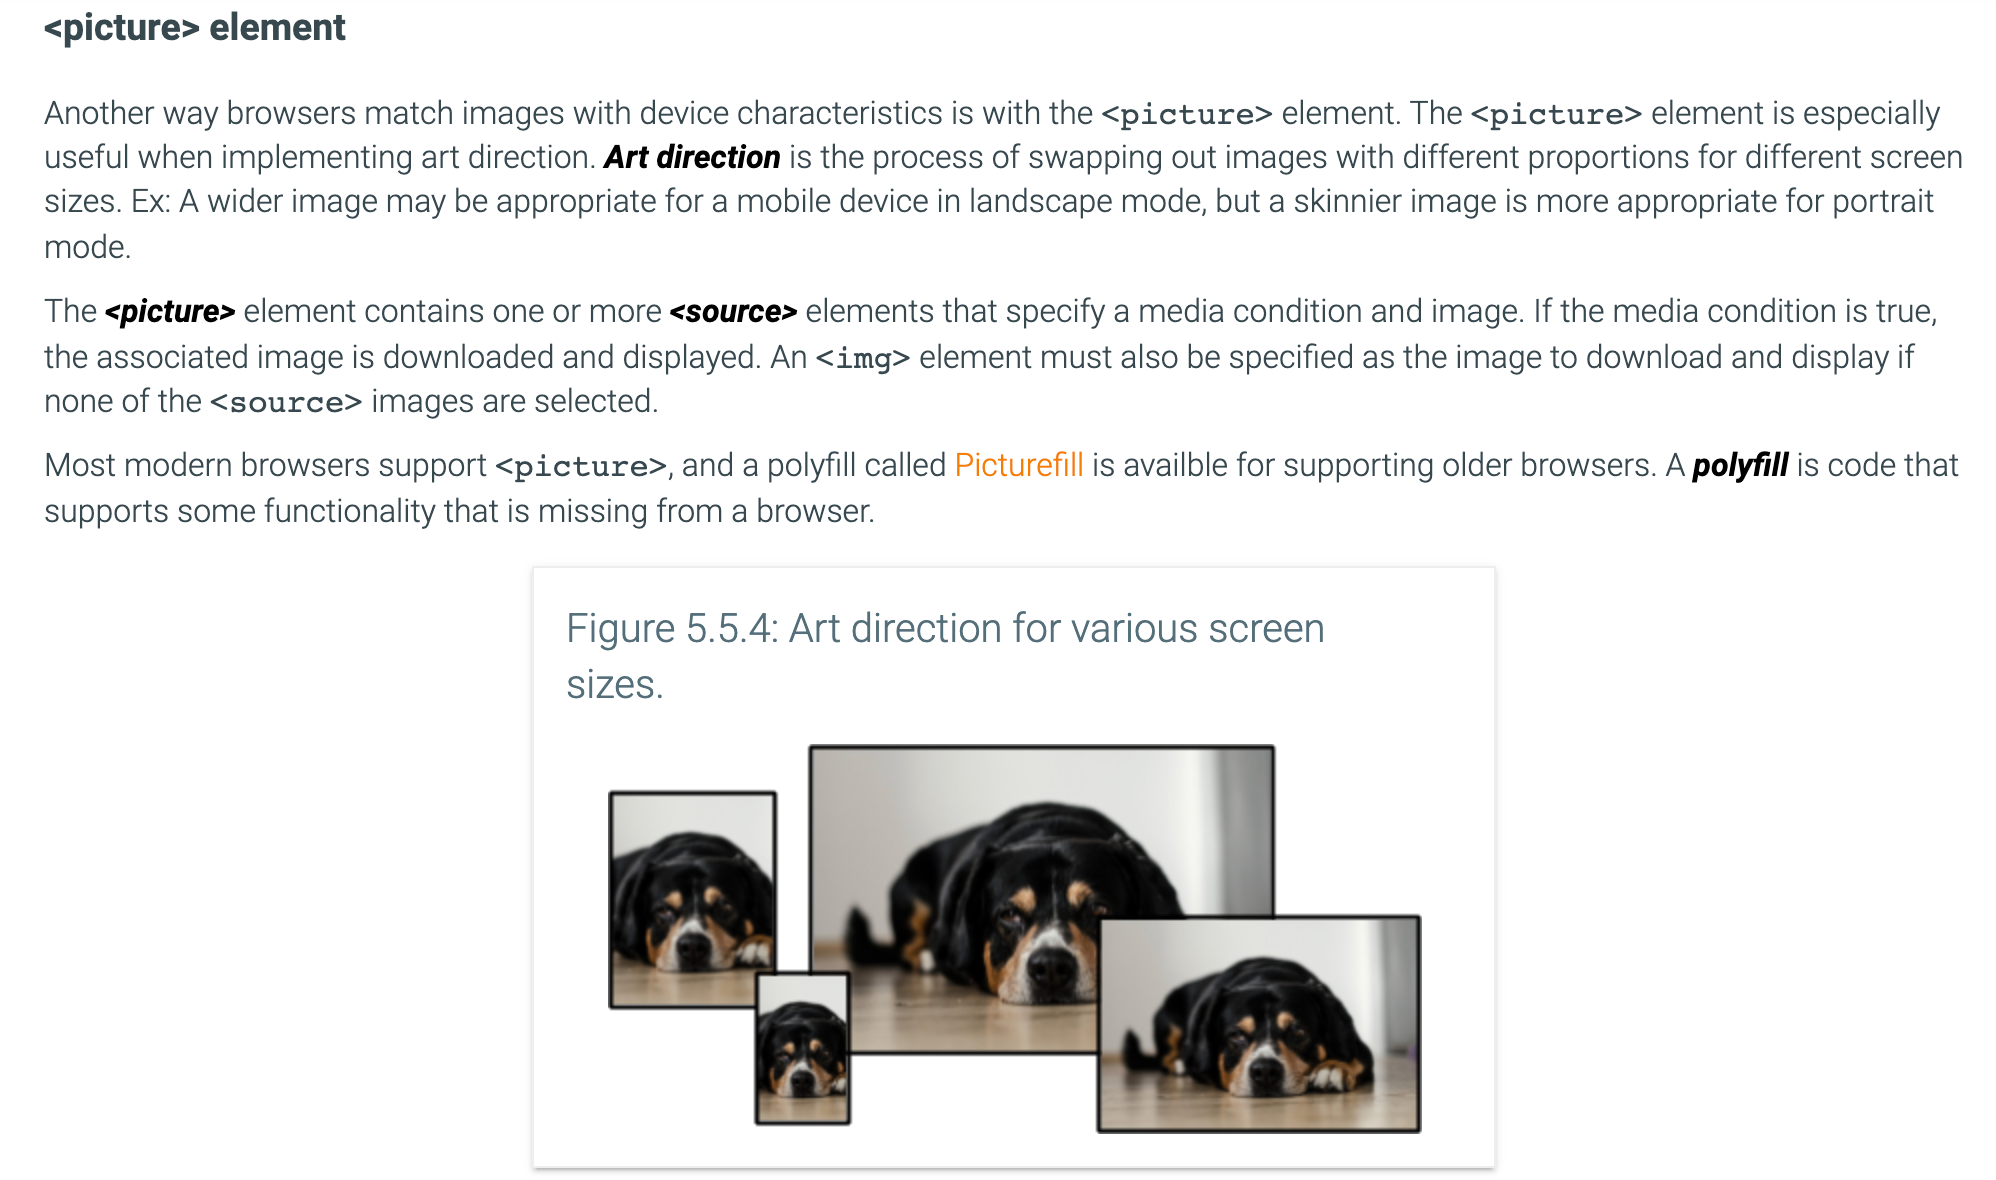 <picture> element
Another way browsers match images with device characteristics is with the <picture> element. The <picture> element is especially
useful when implementing art direction. Art direction is the process of swapping out images with different proportions for different screen
sizes. Ex: A wider image may be appropriate for a mobile device in landscape mode, but a skinnier image is more appropriate for portrait
mode.
The <picture> element contains one or more <source> elements that specify a media condition and image. If the media condition is true,
the associated image is downloaded and displayed. An <img> element must also be specified as the image to download and display if
none of the <source> images are selected.
Most modern browsers support <picture>, and a polyfill called Picturefill is availble for supporting older browsers. A polyfill is code that
supports some functionality that is missing from a browser.
Figure 5.5.4: Art direction for various screen
sizes.